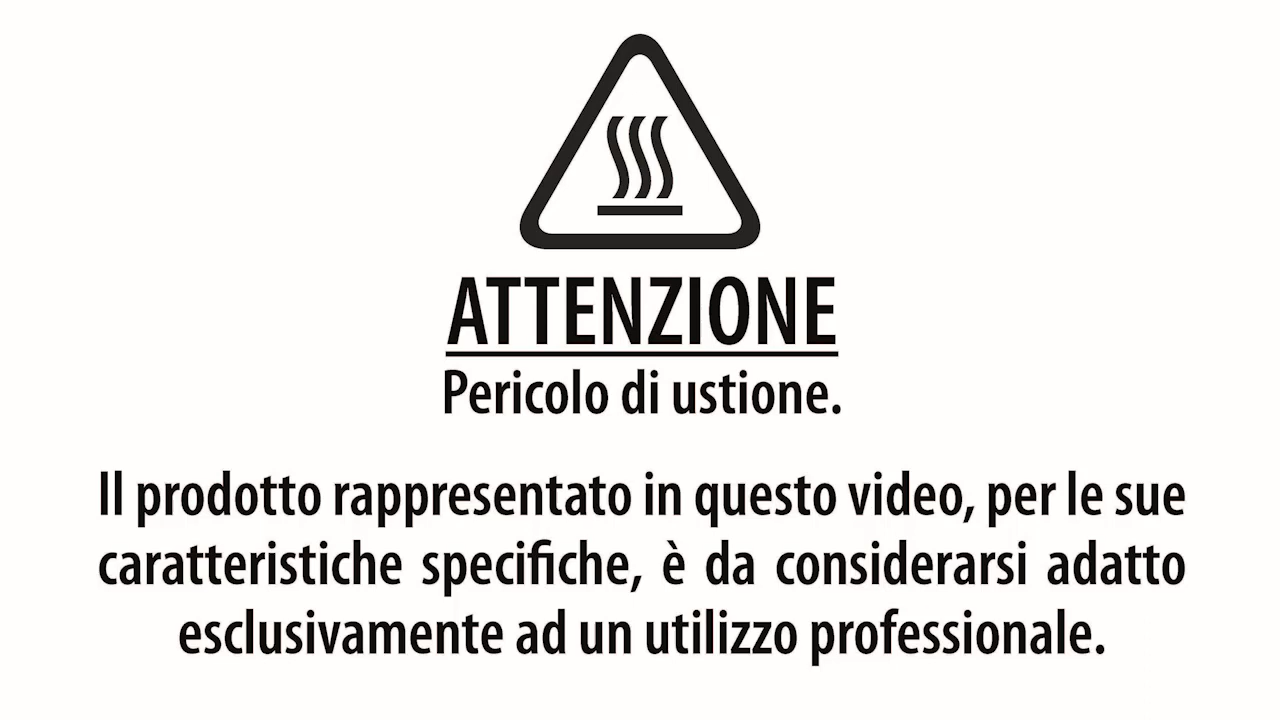 ATTENZIONE
Pericolo di ustione.
Il prodotto rappresentato in questo video, per le sue
caratteristiche specifiche, è da considerarsi adatto
esclusivamente ad un utilizzo professionale.